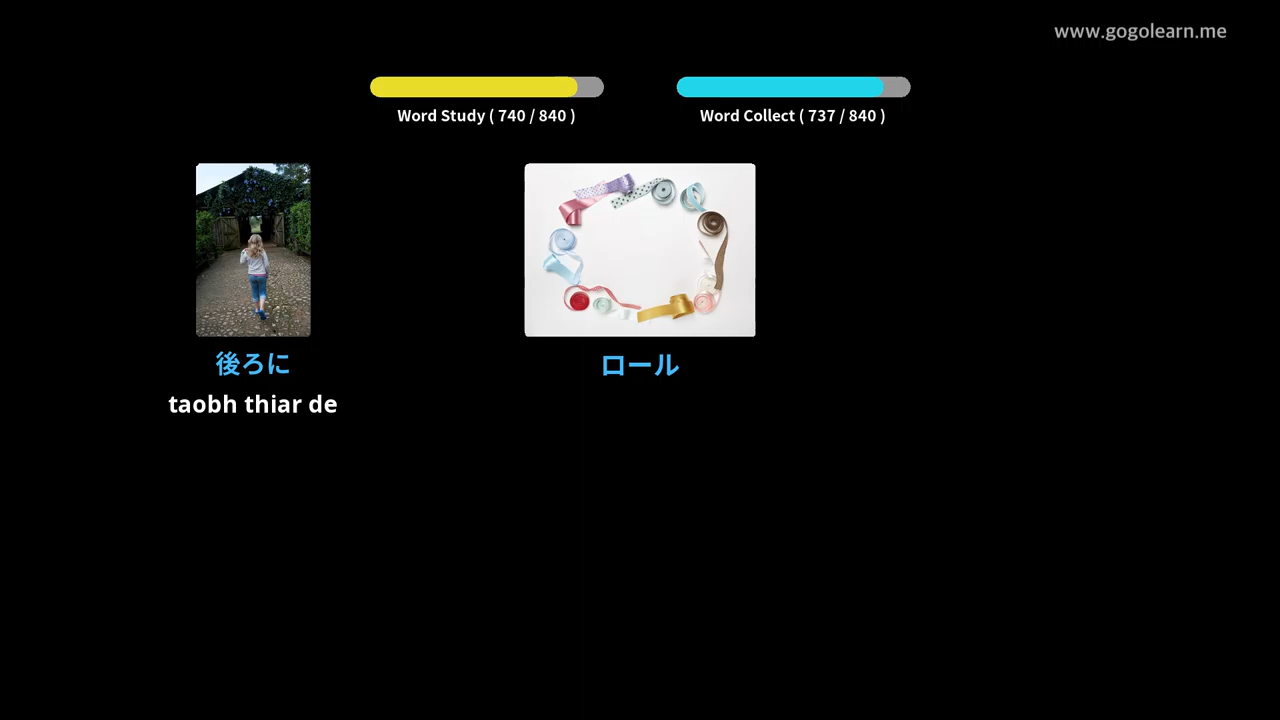 www.gogolearn.me
Word Study ( 740 / 840 )
Word Collect ( 737 / 840 )
後ろに
ロール
taobh thiar de